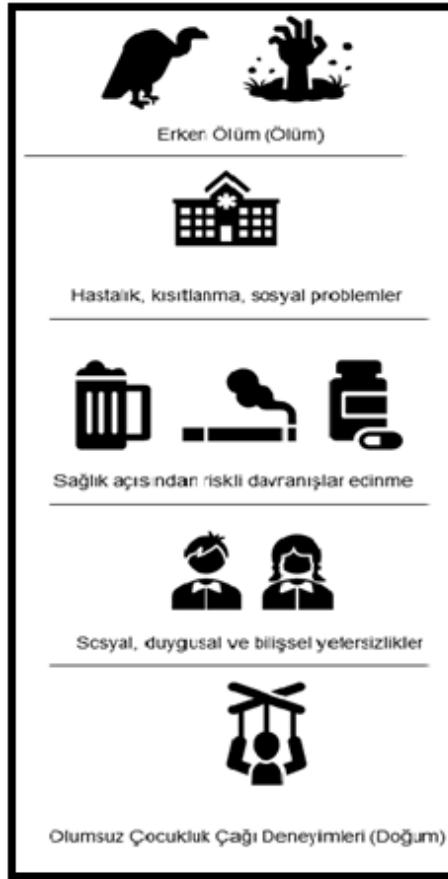 Erken Ölüm (Ölüm)
Hastalık, kısıtlanma, sosyal problemler
Sağlık açısından riskli davranışlar edinme
Sosyal, duygusal ve bilişsel yetersizlikler
Olumsuz Çocukluk Çağı Deneyimleri (Doğum)